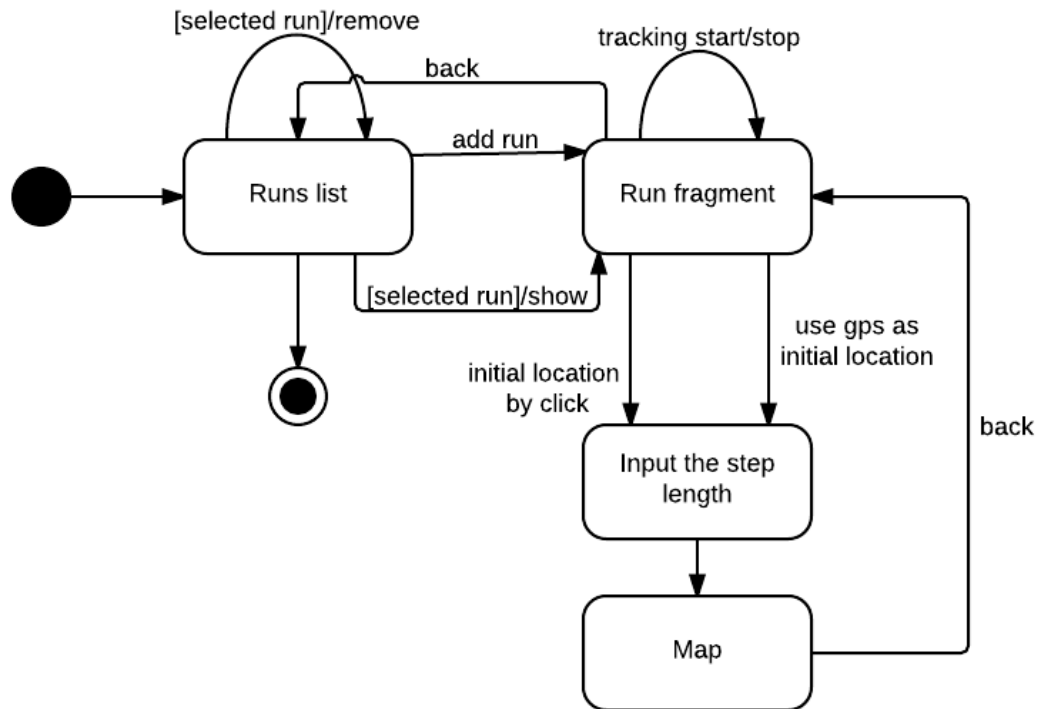 [selected run]/remove
tracking start/stop
back
add run
Runs list
Run fragment
[selected run]/show
use gps as
initial location
initial location
by click
back
Input the step
length
Map